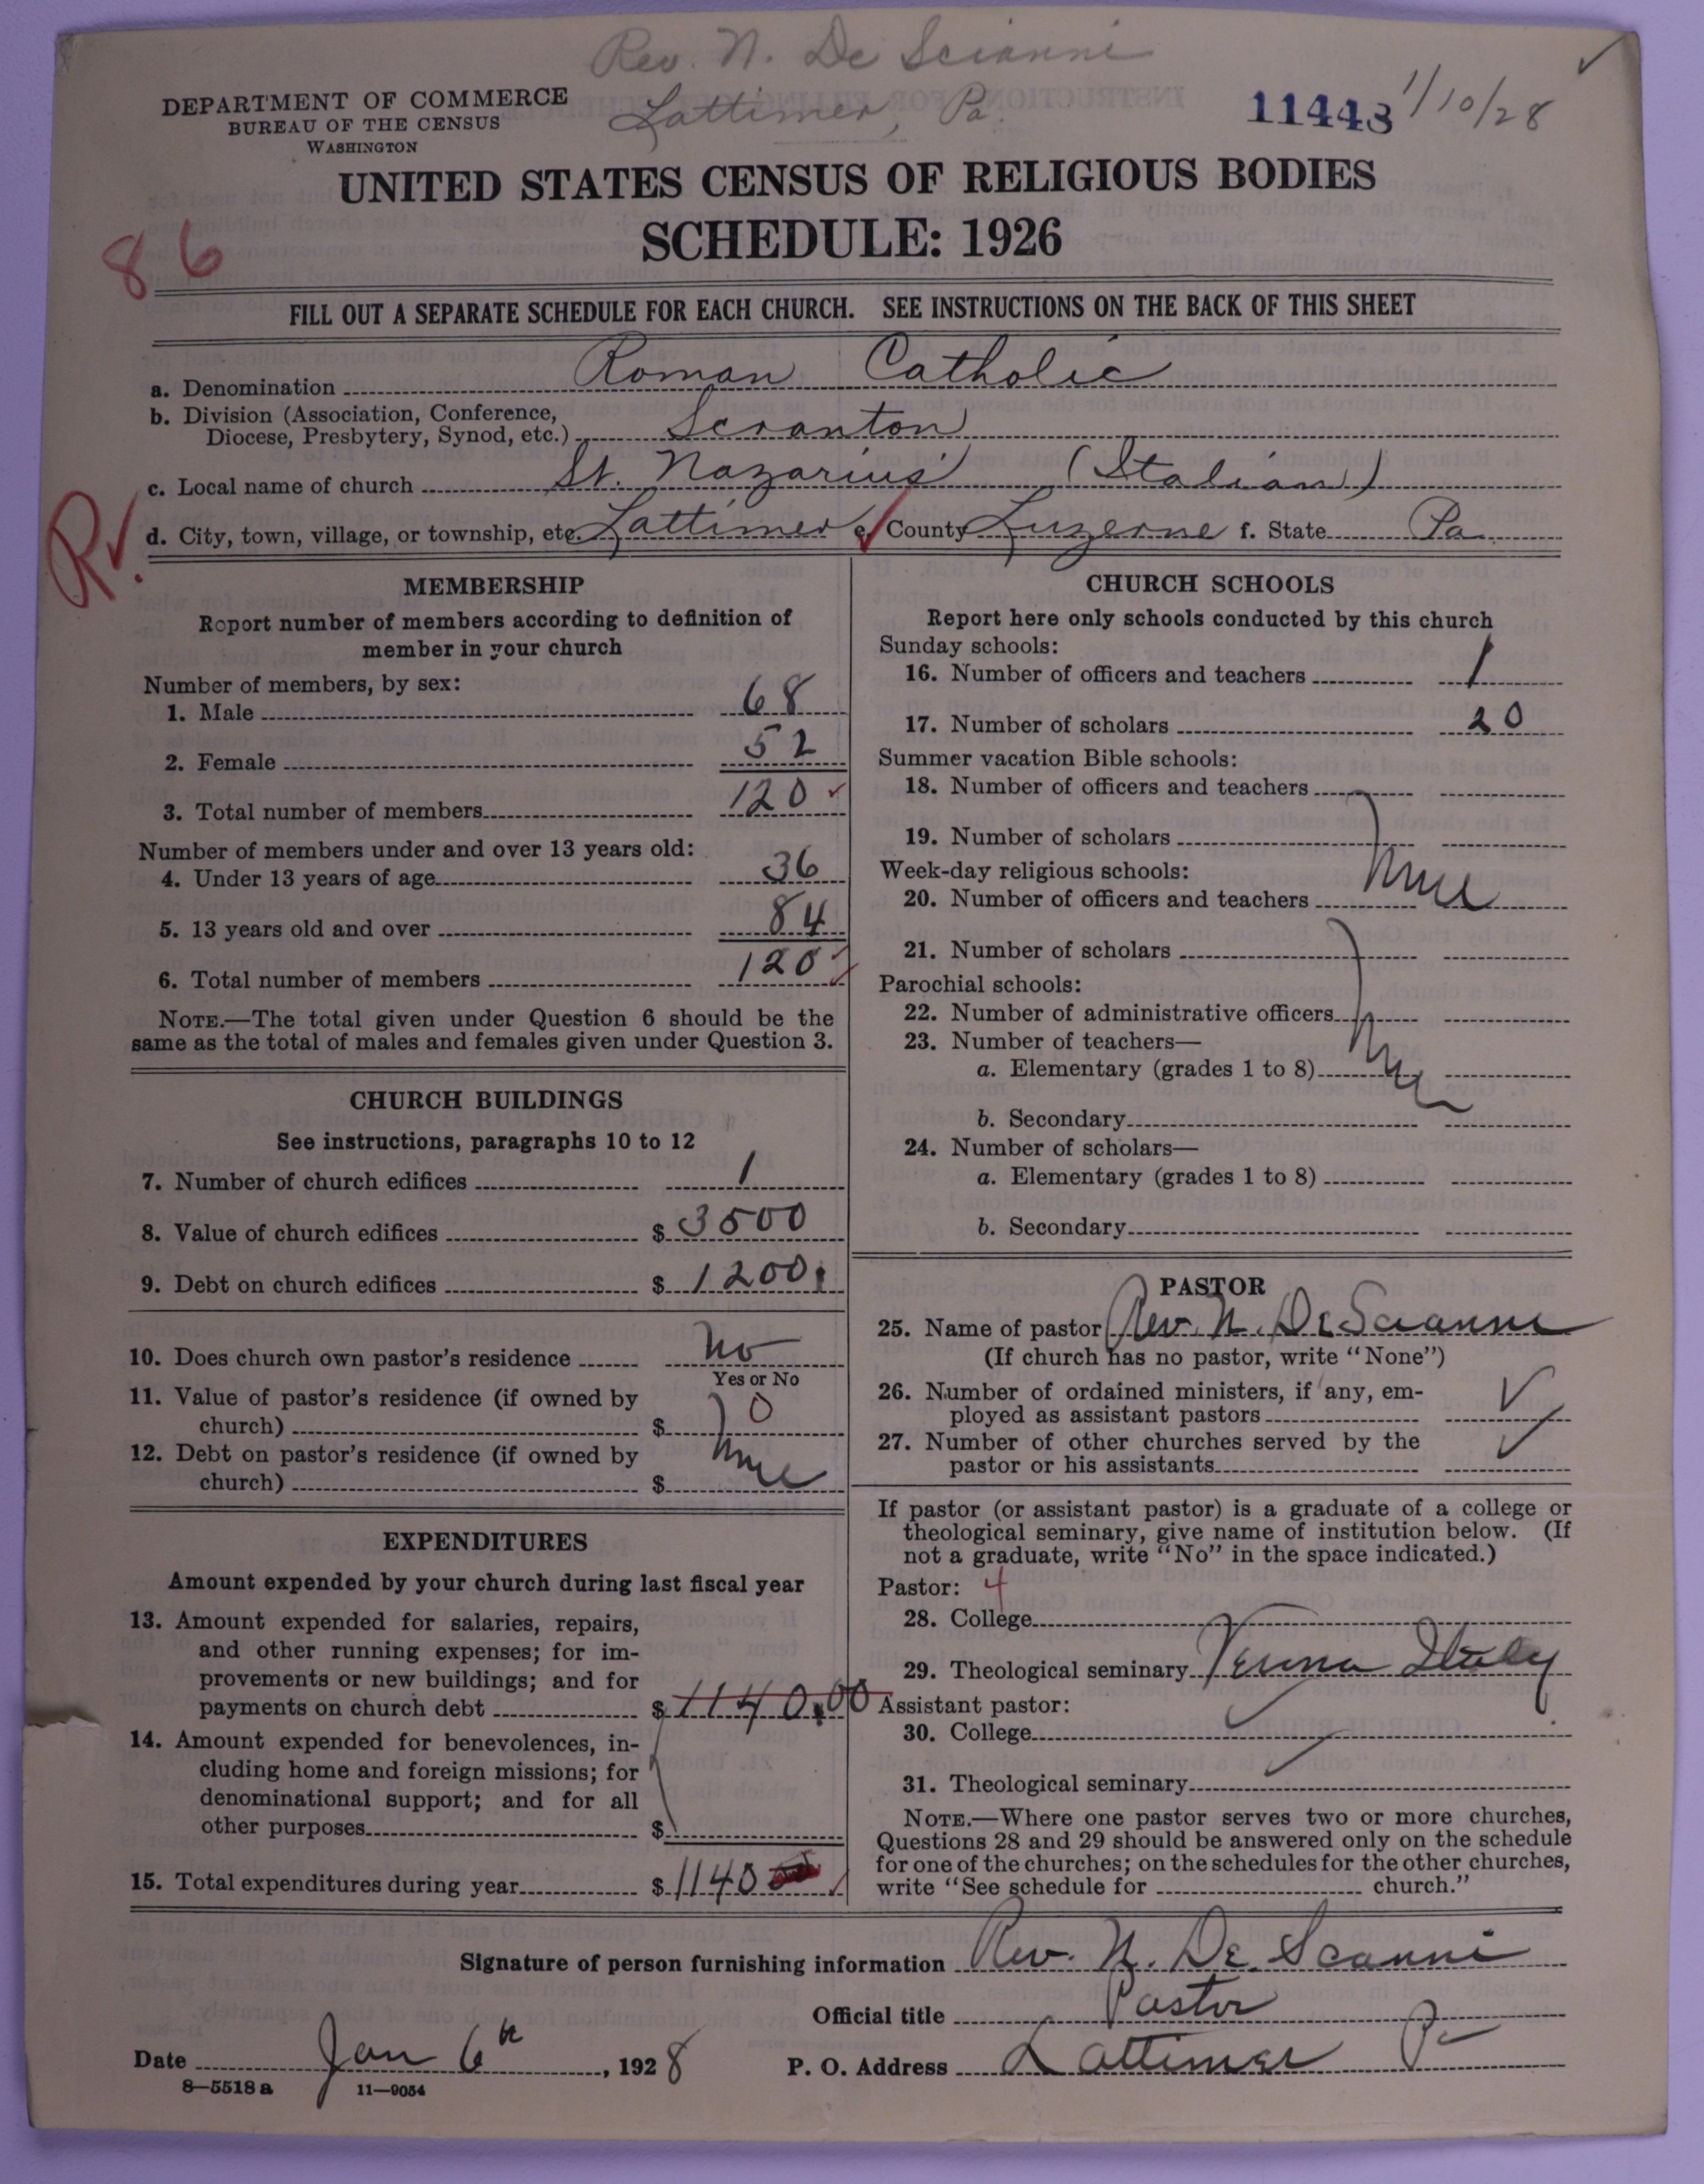 Rev. N. De Scianni
Lattimer, Pa.
DEPARTMENT OF COMMERCE
BUREAU OF THE CENSUS
WASHINGTON
11443 1/10/28
UNITED STATES CENSUS OF RELIGIOUS BODIES
SCHEDULE: 1926
86
FILL OUT A SEPARATE SCHEDULE FOR EACH CHURCH. SEE INSTRUCTIONS ON THE BACK OF THIS SHEET
a. Denomination Roman Catholic
b. Division (Association, Conference,
Diocese, Presbytery, Synod, etc.) Scranton
c. Local name of church St. Nazarius (Italian)
d. City, town, village, or township, etc. Lattimer e. County Luzerne f. State Pa.
MEMBERSHIP
Report number of members according to definition of
member in your church
Number of members, by sex:
1. Male 68
2. Female 52
3. Total number of members 120
Number of members under and over 13 years old:
4. Under 13 years of age 36
5. 13 years old and over 84
6. Total number of members 120
NOTE.—The total given under Question 6 should be the
same as the total of males and females given under Question 3.
CHURCH BUILDINGS
See instructions, paragraphs 10 to 12
7. Number of church edifices 1
8. Value of church edifices $ 3500
9. Debt on church edifices $ 1200
10. Does church own pastor's residence No
Yes or No
11. Value of pastor's residence (if owned by
church) $ 0
12. Debt on pastor's residence (if owned by
church) $ None
EXPENDITURES
Amount expended by your church during last fiscal year
13. Amount expended for salaries, repairs,
and other running expenses; for im-
provements or new buildings; and for
payments on church debt $ 1140.00
14. Amount expended for benevolences, in-
cluding home and foreign missions; for
denominational support; and for all
other purposes $
15. Total expenditures during year $ 1140
CHURCH SCHOOLS
Report here only schools conducted by this church
Sunday schools:
16. Number of officers and teachers 1
17. Number of scholars 20
Summer vacation Bible schools:
18. Number of officers and teachers
19. Number of scholars
Week-day religious schools:
20. Number of officers and teachers None
21. Number of scholars
Parochial schools:
22. Number of administrative officers
23. Number of teachers—
a. Elementary (grades 1 to 8)
b. Secondary
24. Number of scholars—
a. Elementary (grades 1 to 8)
b. Secondary
PASTOR
25. Name of pastor Rev. N. De Scianni
(If church has no pastor, write "None")
26. Number of ordained ministers, if any, em-
ployed as assistant pastors
27. Number of other churches served by the
pastor or his assistants
If pastor (or assistant pastor) is a graduate of a college or
theological seminary, give name of institution below. (If
not a graduate, write "No" in the space indicated.)
Pastor: 4
28. College
29. Theological seminary Italy
Assistant pastor:
30. College
31. Theological seminary
NOTE.—Where one pastor serves two or more churches,
Questions 28 and 29 should be answered only on the schedule
for one of the churches; on the schedules for the other churches,
write "See schedule for church."
Signature of person furnishing information Rev. N. De Scianni
Official title Pastor
Date Jan 6th, 1928 P. O. Address Lattimer Pa
8—5518 a 11—9054